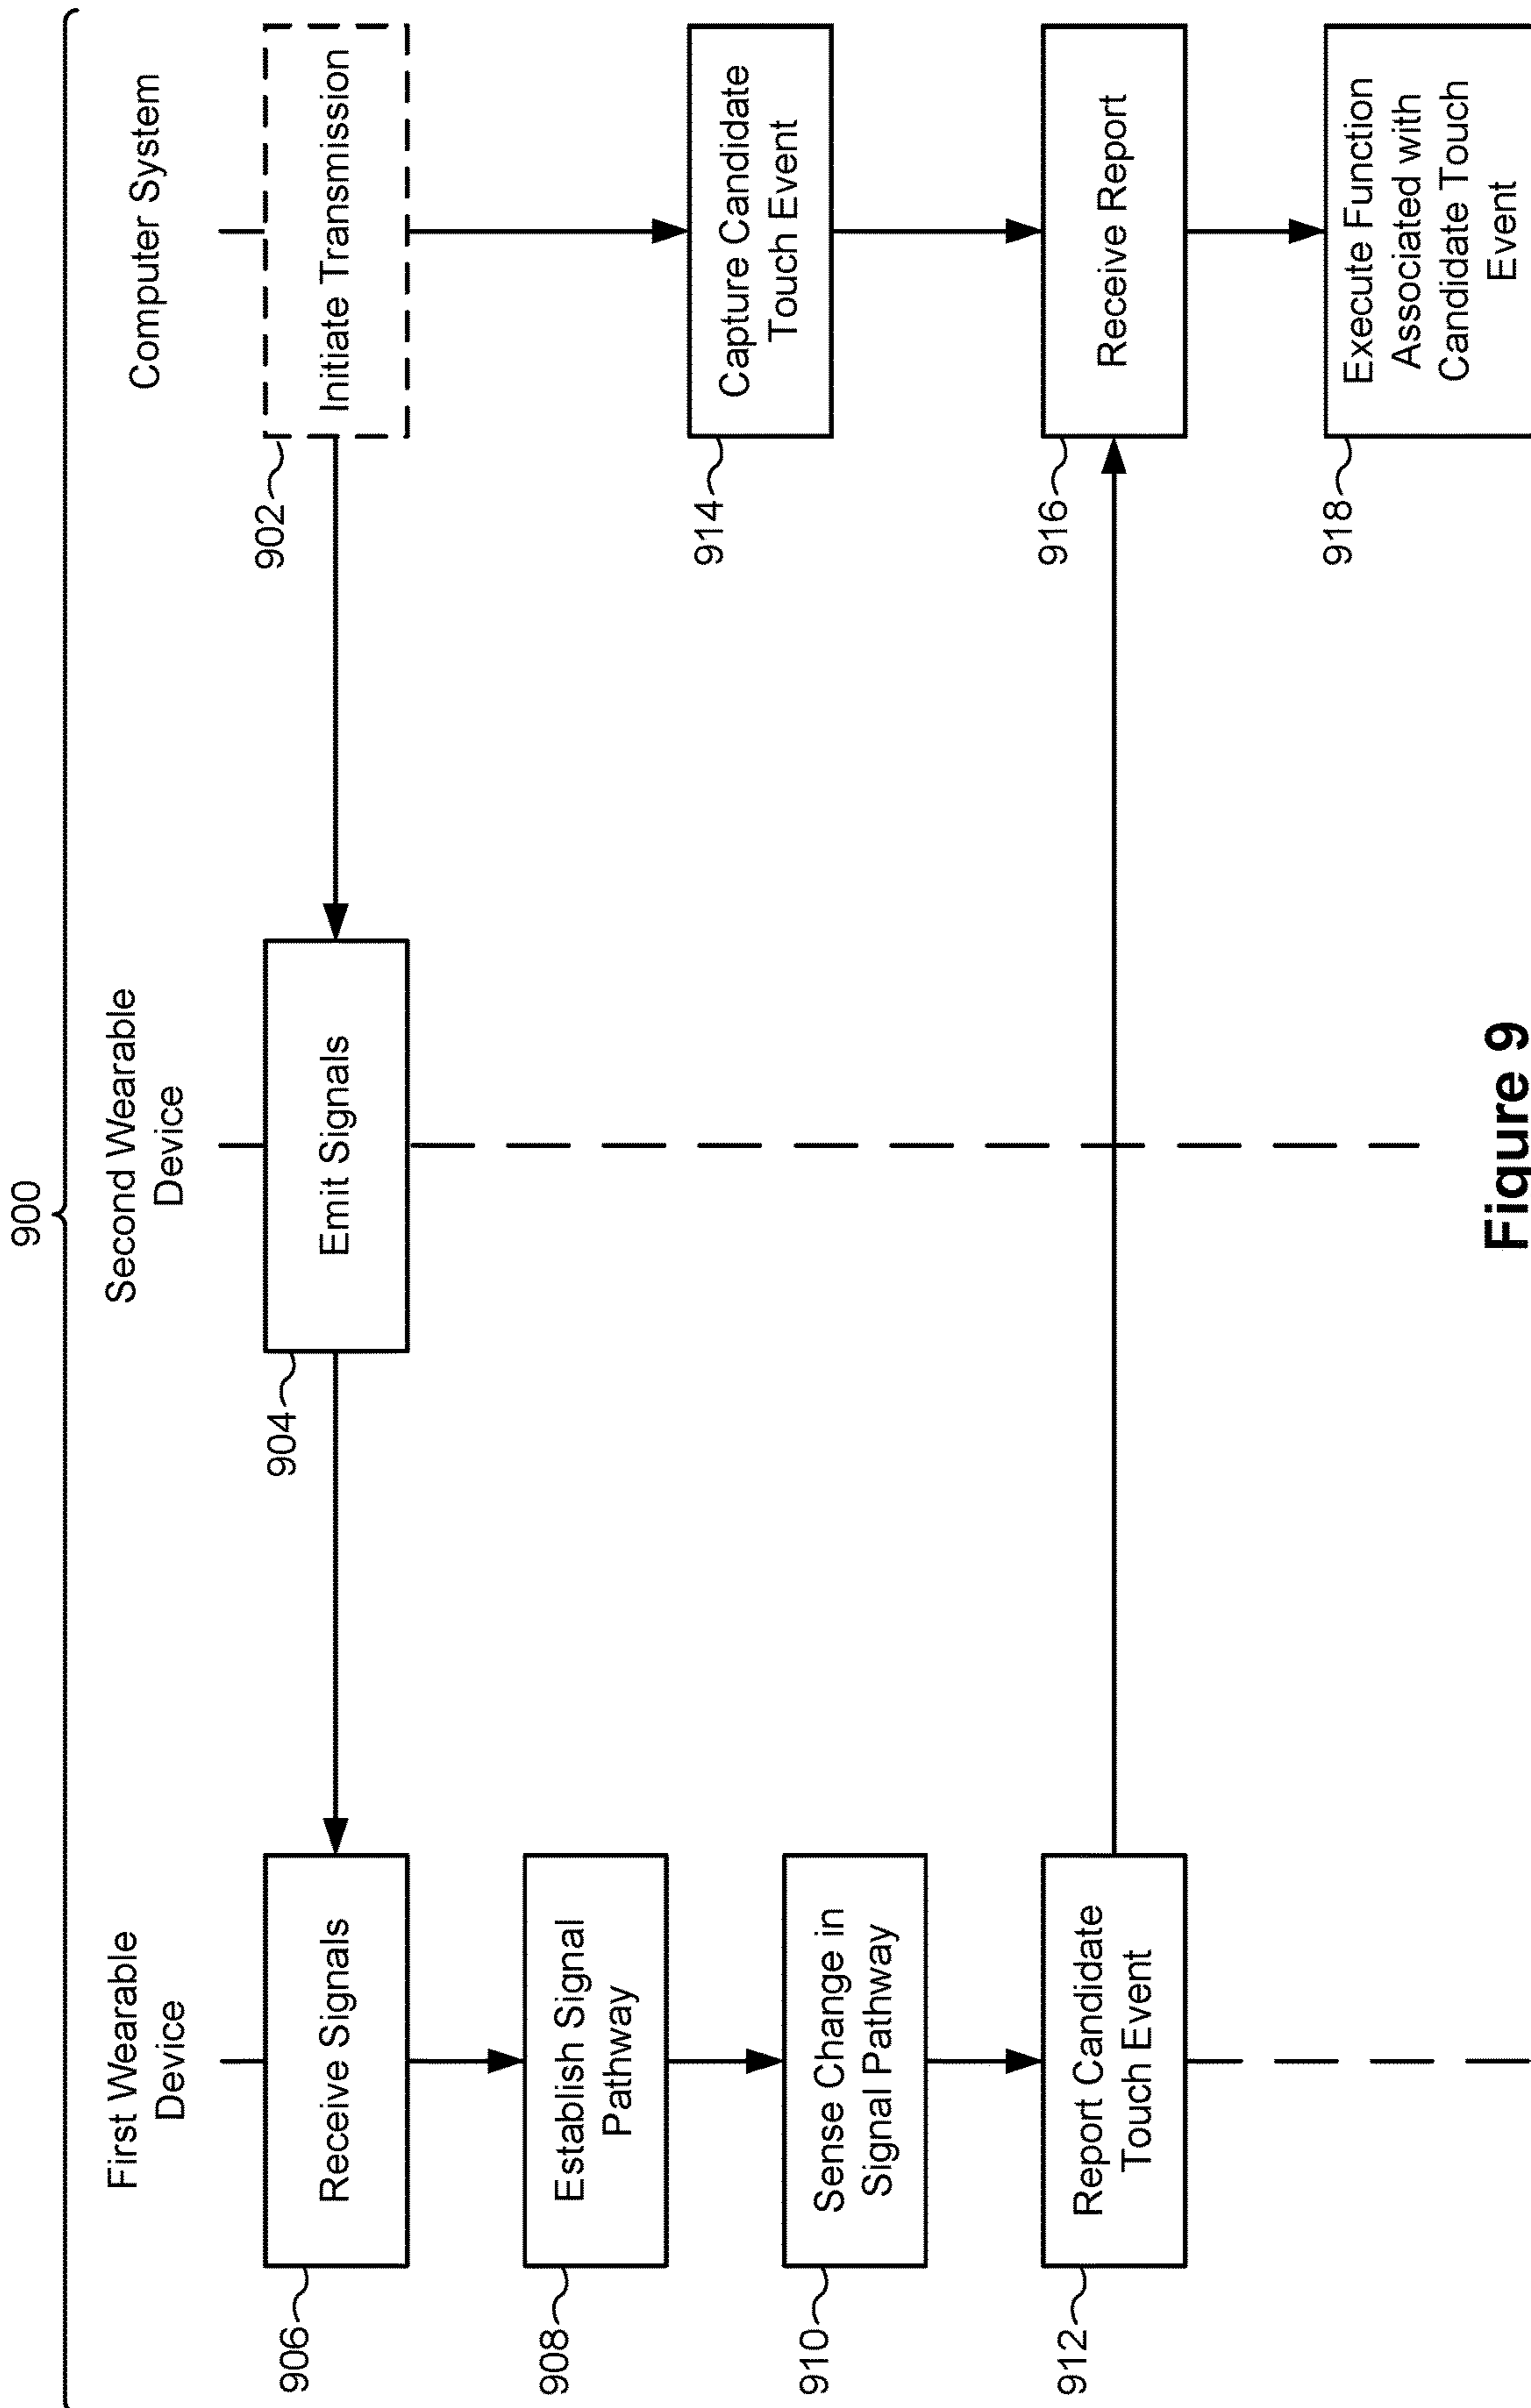 900
First Wearable
Device
Second Wearable
Device
Computer System
906
Receive Signals
904
Emit Signals
902
Initiate Transmission
908
Establish Signal
Pathway
914
Capture Candidate
Touch Event
910
Sense Change in
Signal Pathway
912
Report Candidate
Touch Event
916
Receive Report
918
Execute Function
Associated with
Candidate Touch
Event
Figure 9